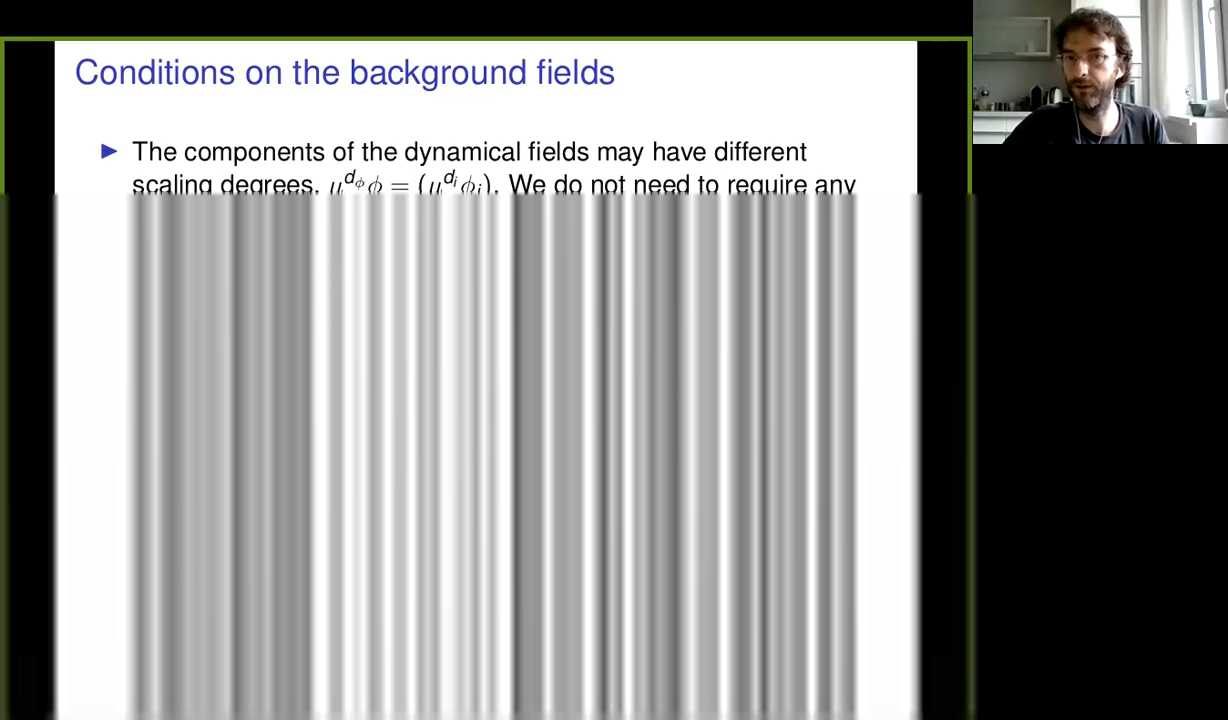 Conditions on the background fields
► The components of the dynamical fields may have different
scaling degrees, μ^{d_ϕ}ϕ = (μ^{d_i}ϕ_i). We do not need to require any